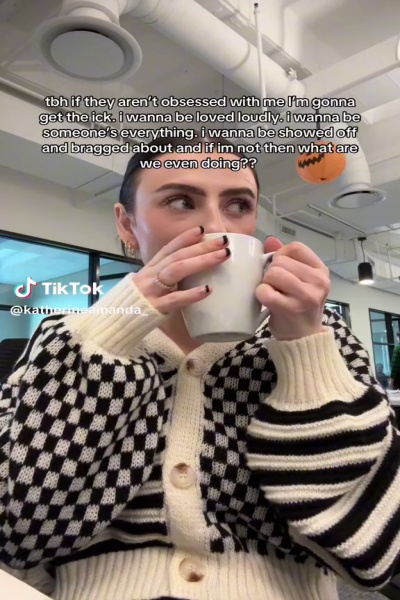 tbh if they aren't obsessed with me I'm gonna
get the ick. i wanna be loved loudly. i wanna be
someone's everything. i wanna be showed off
and bragged about and if im not then what are
we even doing??
TikTok
@katherineamanda_